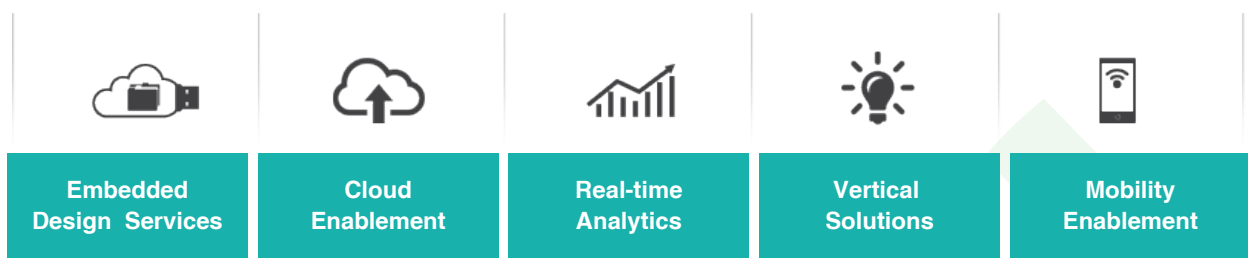 Embedded
Design Services
Cloud
Enablement
Real-time
Analytics
Vertical
Solutions
Mobility
Enablement